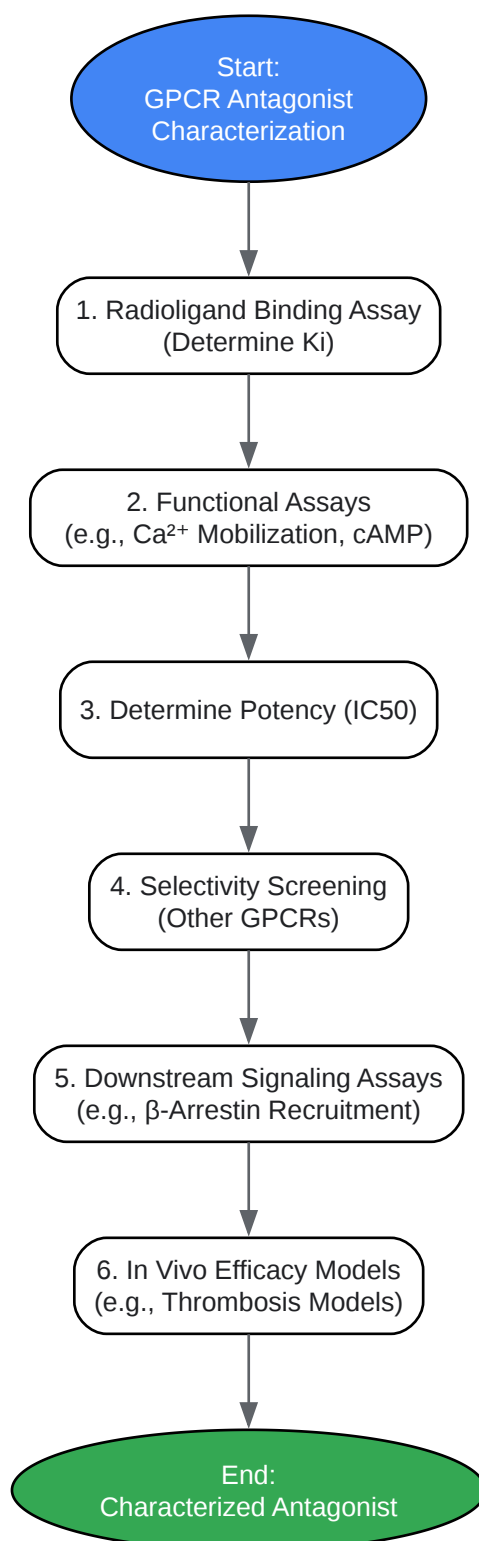 Start:
GPCR Antagonist
Characterization
1. Radioligand Binding Assay
(Determine Ki)
2. Functional Assays
(e.g., Ca²⁺ Mobilization, cAMP)
3. Determine Potency (IC50)
4. Selectivity Screening
(Other GPCRs)
5. Downstream Signaling Assays
(e.g., β-Arrestin Recruitment)
6. In Vivo Efficacy Models
(e.g., Thrombosis Models)
End:
Characterized Antagonist